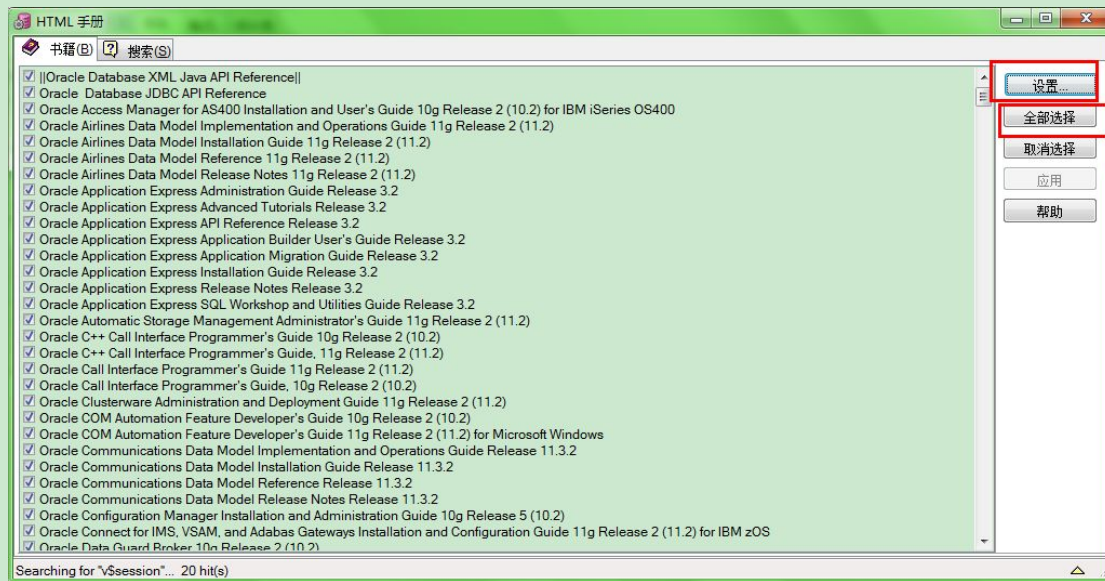 HTML 手册
书籍(B) 搜索(S)
||Oracle Database XML Java API Reference||
Oracle Database JDBC API Reference
Oracle Access Manager for AS400 Installation and User's Guide 10g Release 2 (10.2) for IBM iSeries OS400
Oracle Airlines Data Model Implementation and Operations Guide 11g Release 2 (11.2)
Oracle Airlines Data Model Installation Guide 11g Release 2 (11.2)
Oracle Airlines Data Model Reference 11g Release 2 (11.2)
Oracle Airlines Data Model Release Notes 11g Release 2 (11.2)
Oracle Application Express Administration Guide Release 3.2
Oracle Application Express Advanced Tutorials Release 3.2
Oracle Application Express API Reference Release 3.2
Oracle Application Express Application Builder User's Guide Release 3.2
Oracle Application Express Application Migration Guide Release 3.2
Oracle Application Express Installation Guide Release 3.2
Oracle Application Express Release Notes Release 3.2
Oracle Application Express SQL Workshop and Utilities Guide Release 3.2
Oracle Automatic Storage Management Administrator's Guide 11g Release 2 (11.2)
Oracle C++ Call Interface Programmer's Guide 10g Release 2 (10.2)
Oracle C++ Call Interface Programmer's Guide, 11g Release 2 (11.2)
Oracle Call Interface Programmer's Guide 11g Release 2 (11.2)
Oracle Call Interface Programmer's Guide, 10g Release 2 (10.2)
Oracle Clusterware Administration and Deployment Guide 11g Release 2 (11.2)
Oracle COM Automation Feature Developer's Guide 10g Release 2 (10.2)
Oracle COM Automation Feature Developer's Guide 11g Release 2 (11.2) for Microsoft Windows
Oracle Communications Data Model Implementation and Operations Guide Release 11.3.2
Oracle Communications Data Model Installation Guide Release 11.3.2
Oracle Communications Data Model Reference Release 11.3.2
Oracle Communications Data Model Release Notes Release 11.3.2
Oracle Configuration Manager Installation and Administration Guide 10g Release 5 (10.2)
Oracle Connect for IMS, VSAM, and Adabas Gateways Installation and Configuration Guide 11g Release 2 (11.2) for IBM zOS
Oracle Data Guard Broker 10g Release 2 (10.2)
设置...
全部选择
取消选择
应用
帮助
Searching for "v$session"... 20 hit(s)